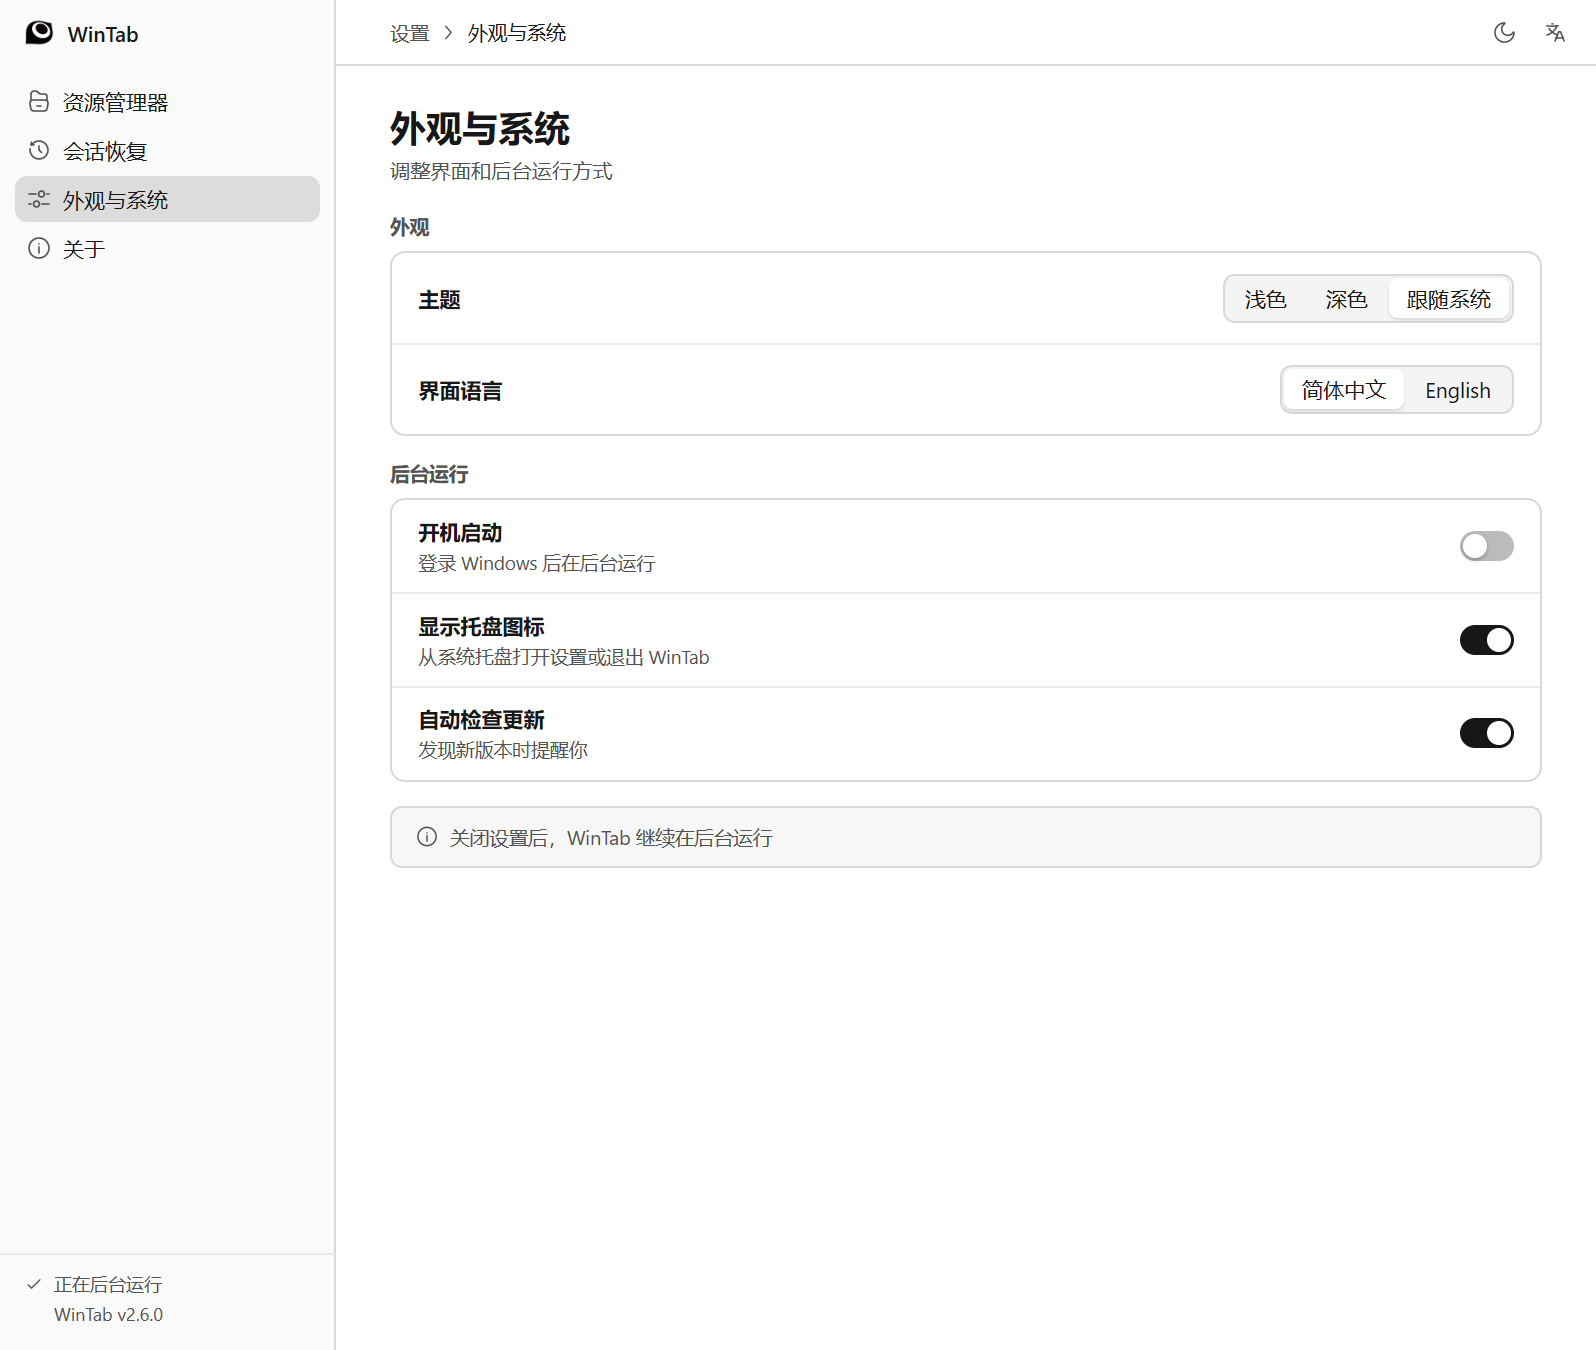 WinTab
资源管理器
会话恢复
外观与系统
关于
正在后台运行
WinTab v2.6.0
设置 > 外观与系统
外观与系统
调整界面和后台运行方式
外观
主题
浅色 深色 跟随系统
界面语言
简体中文 English
后台运行
开机启动
登录 Windows 后在后台运行
显示托盘图标
从系统托盘打开设置或退出 WinTab
自动检查更新
发现新版本时提醒你
关闭设置后，WinTab 继续在后台运行